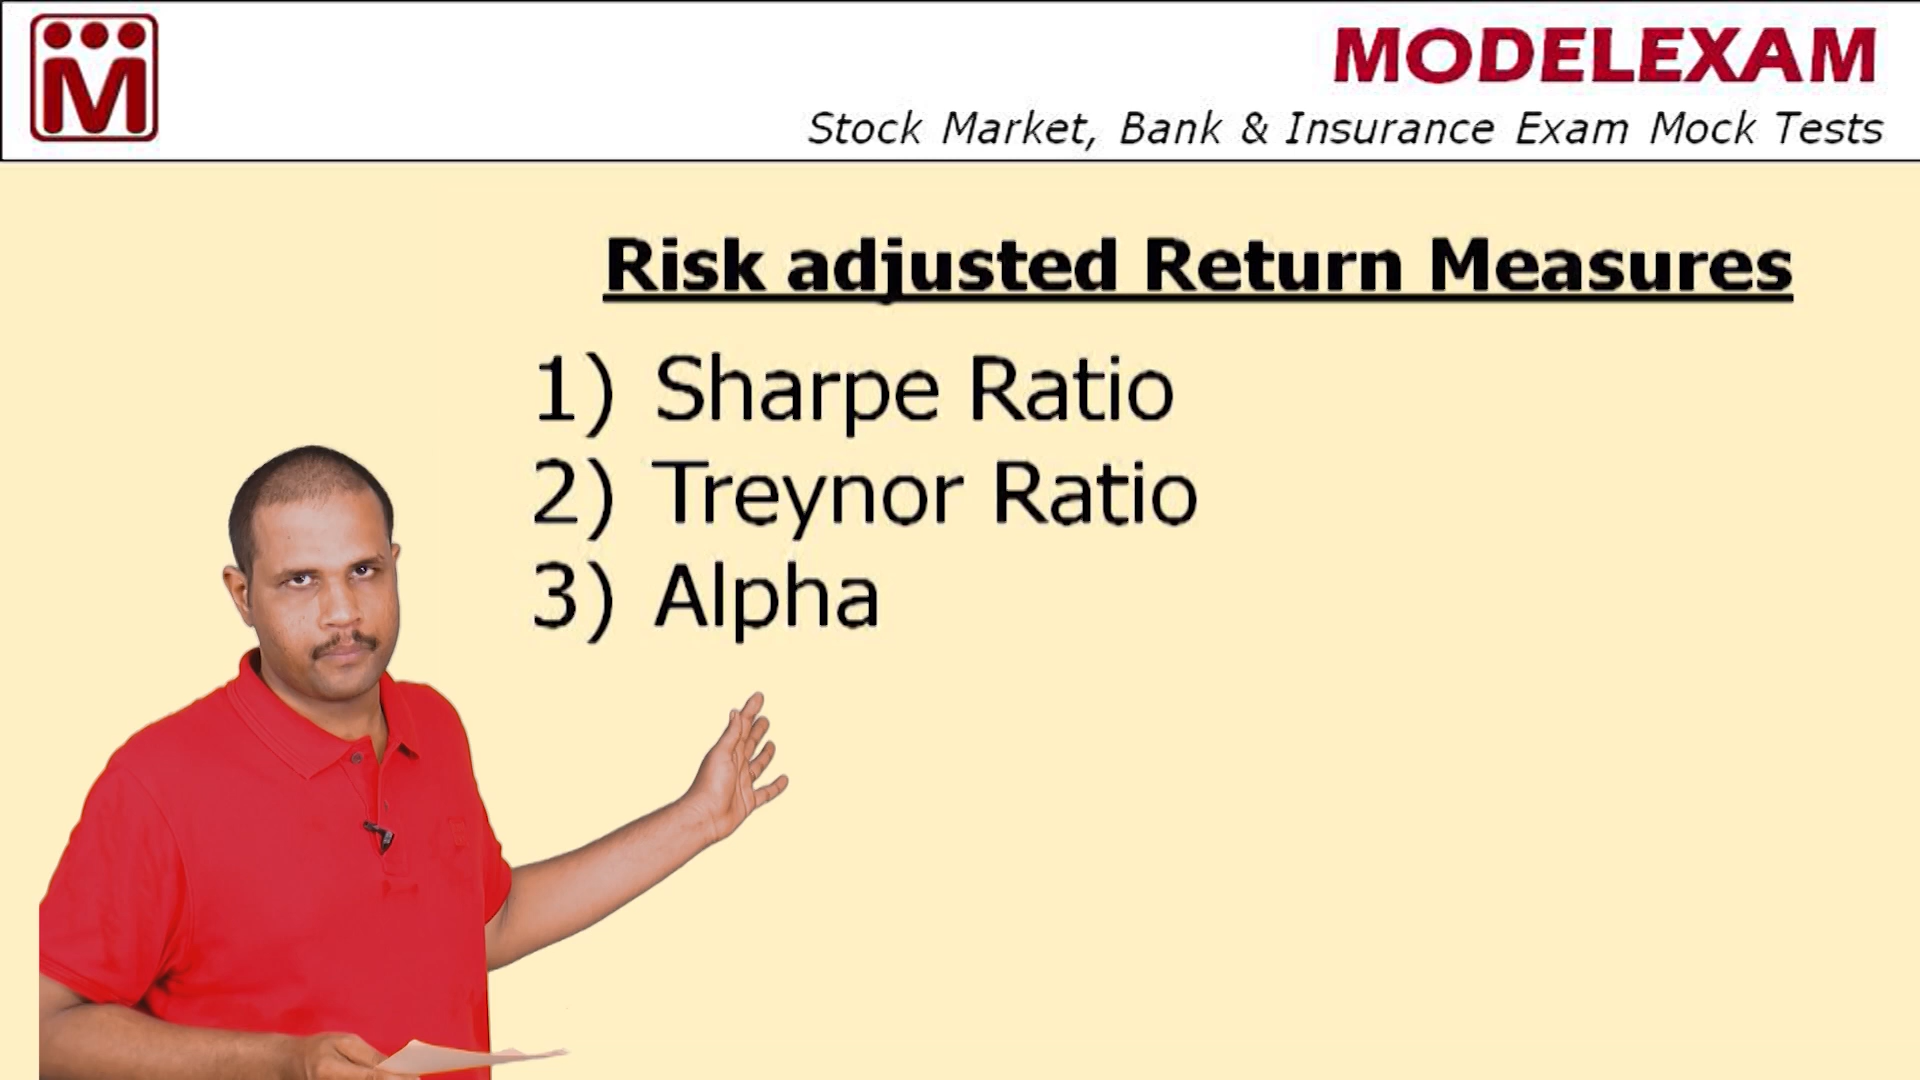 M
MODELEXAM
Stock Market, Bank & Insurance Exam Mock Tests
Risk adjusted Return Measures
1) Sharpe Ratio
2) Treynor Ratio
3) Alpha